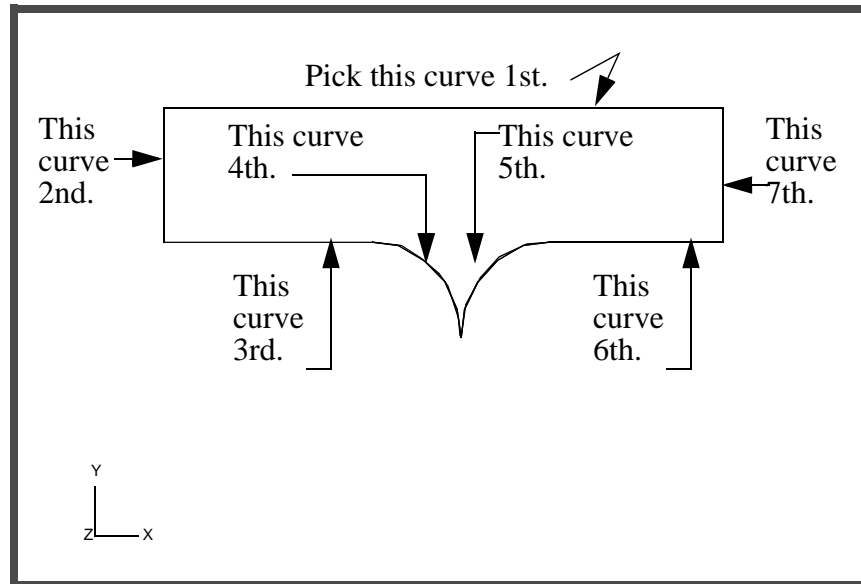 Pick this curve 1st.
This
curve
2nd.
This curve
4th.
This curve
5th.
This
curve
7th.
This
curve
3rd.
This
curve
6th.
Y
Z
X